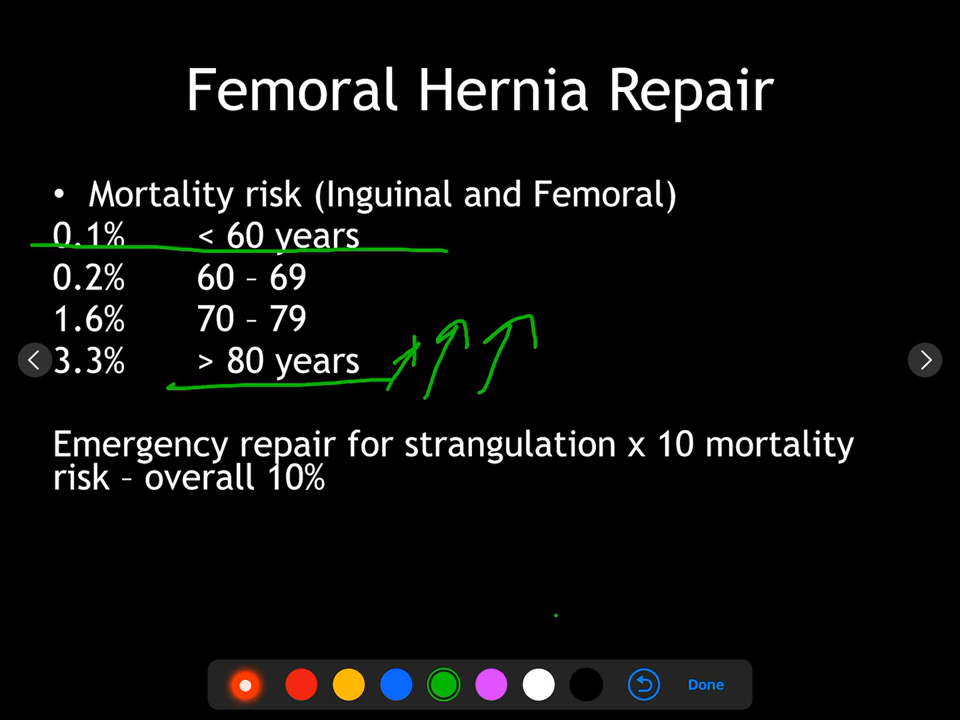 Femoral Hernia Repair
• Mortality risk (Inguinal and Femoral)
0.1% < 60 years
0.2% 60 – 69
1.6% 70 – 79
3.3% > 80 years
Emergency repair for strangulation x 10 mortality
risk – overall 10%
Done